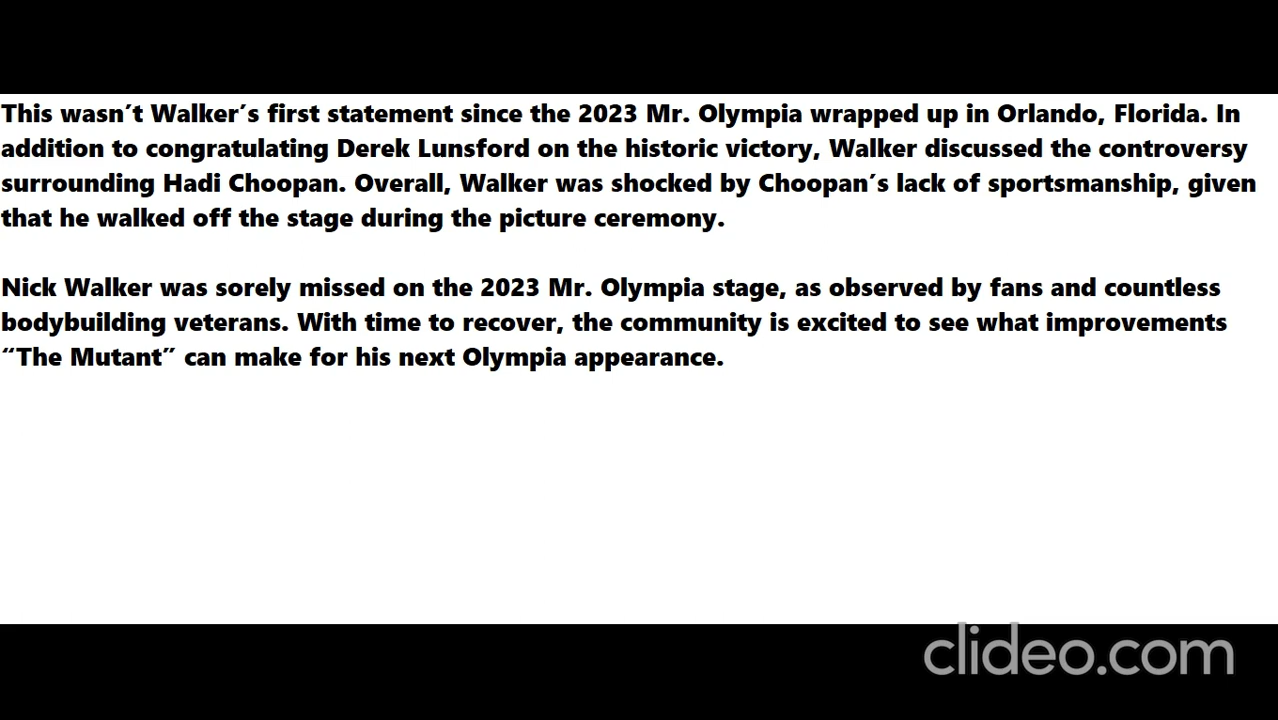 This wasn′t Walker′s first statement since the 2023 Mr. Olympia wrapped up in Orlando, Florida. In
addition to congratulating Derek Lunsford on the historic victory, Walker discussed the controversy
surrounding Hadi Choopan. Overall, Walker was shocked by Choopan′s lack of sportsmanship, given
that he walked off the stage during the picture ceremony.
Nick Walker was sorely missed on the 2023 Mr. Olympia stage, as observed by fans and countless
bodybuilding veterans. With time to recover, the community is excited to see what improvements
“The Mutant” can make for his next Olympia appearance.
clideo.com